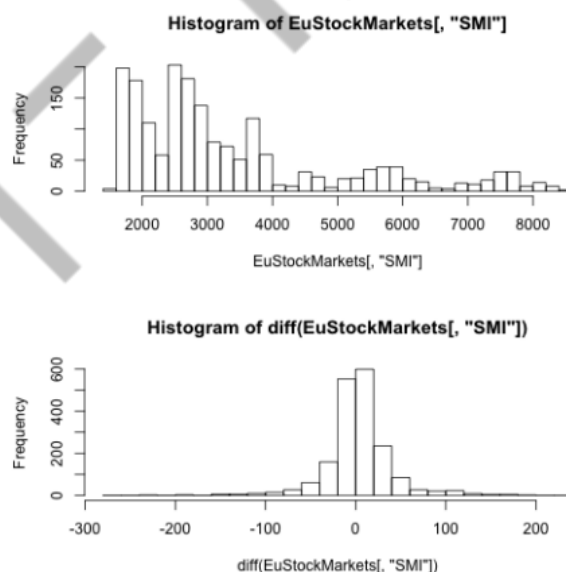 Histogram of EuStockMarkets[, "SMI"]
Frequency
150
50
0
2000 3000 4000 5000 6000 7000 8000
EuStockMarkets[, "SMI"]
Histogram of diff(EuStockMarkets[, "SMI"])
Frequency
600
400
200
0
-300 -200 -100 0 100 200
diff(EuStockMarkets[, "SMI"])